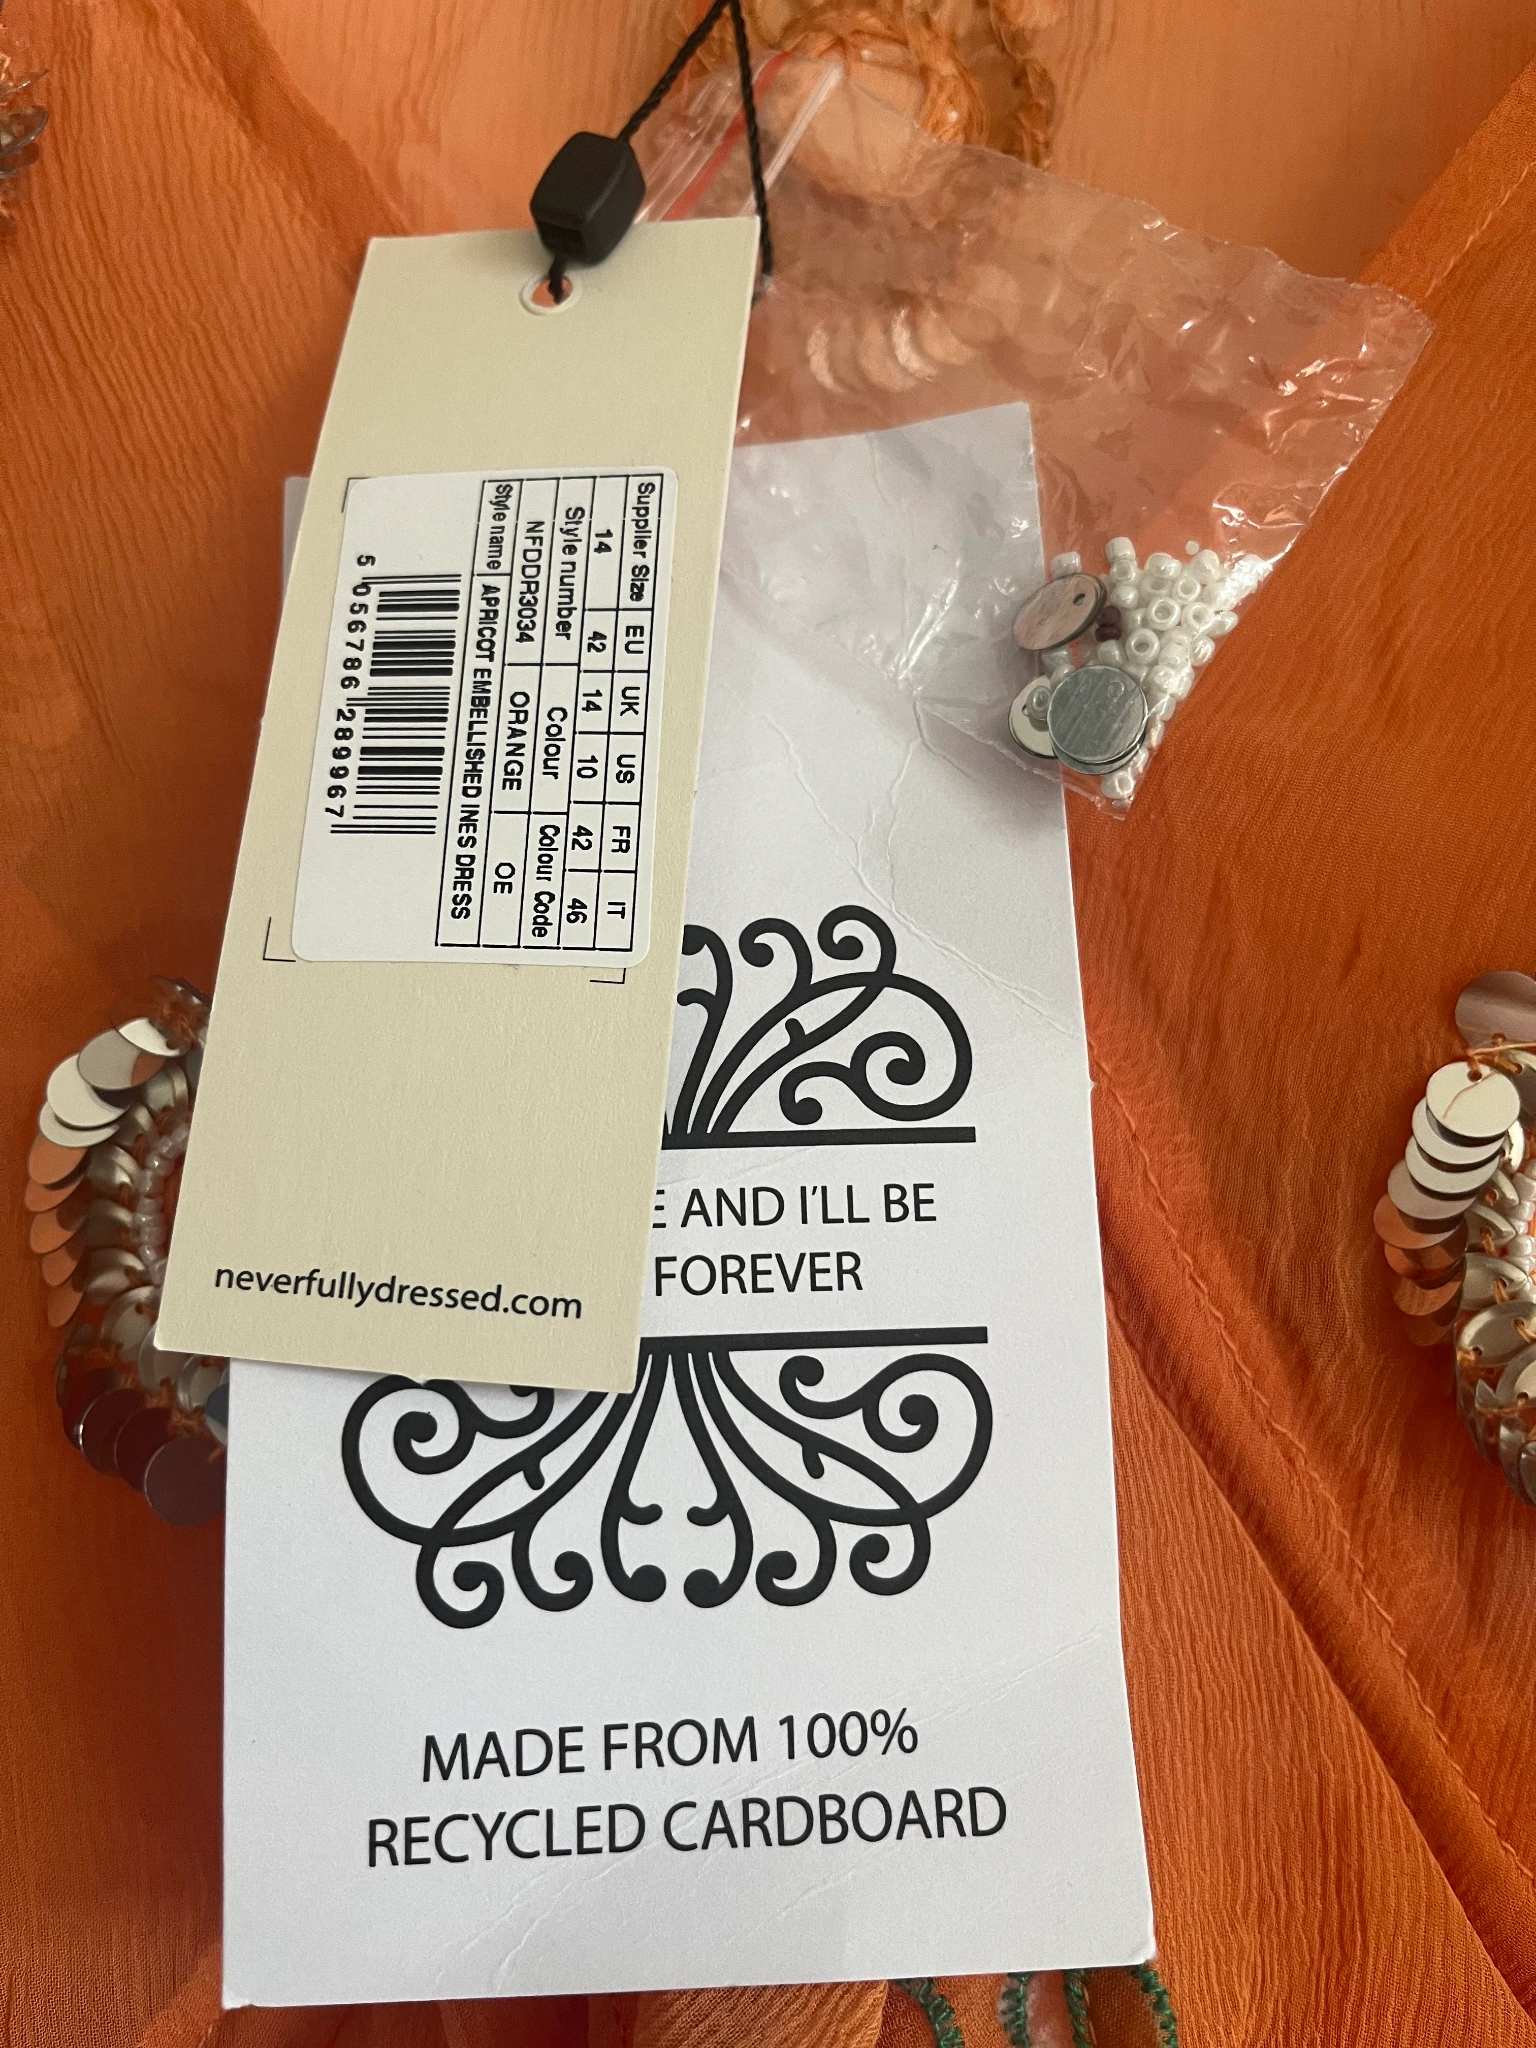 Supplier Size EU UK US FR IT
14 42 14 10 42 46
Style number Colour Colour Code
NFDDR3034 ORANGE OE
Style name APRICOT EMBELLISHED INES DRESS
5 056786 289967
neverfullydressed.com
E AND I'LL BE
FOREVER
MADE FROM 100%
RECYCLED CARDBOARD